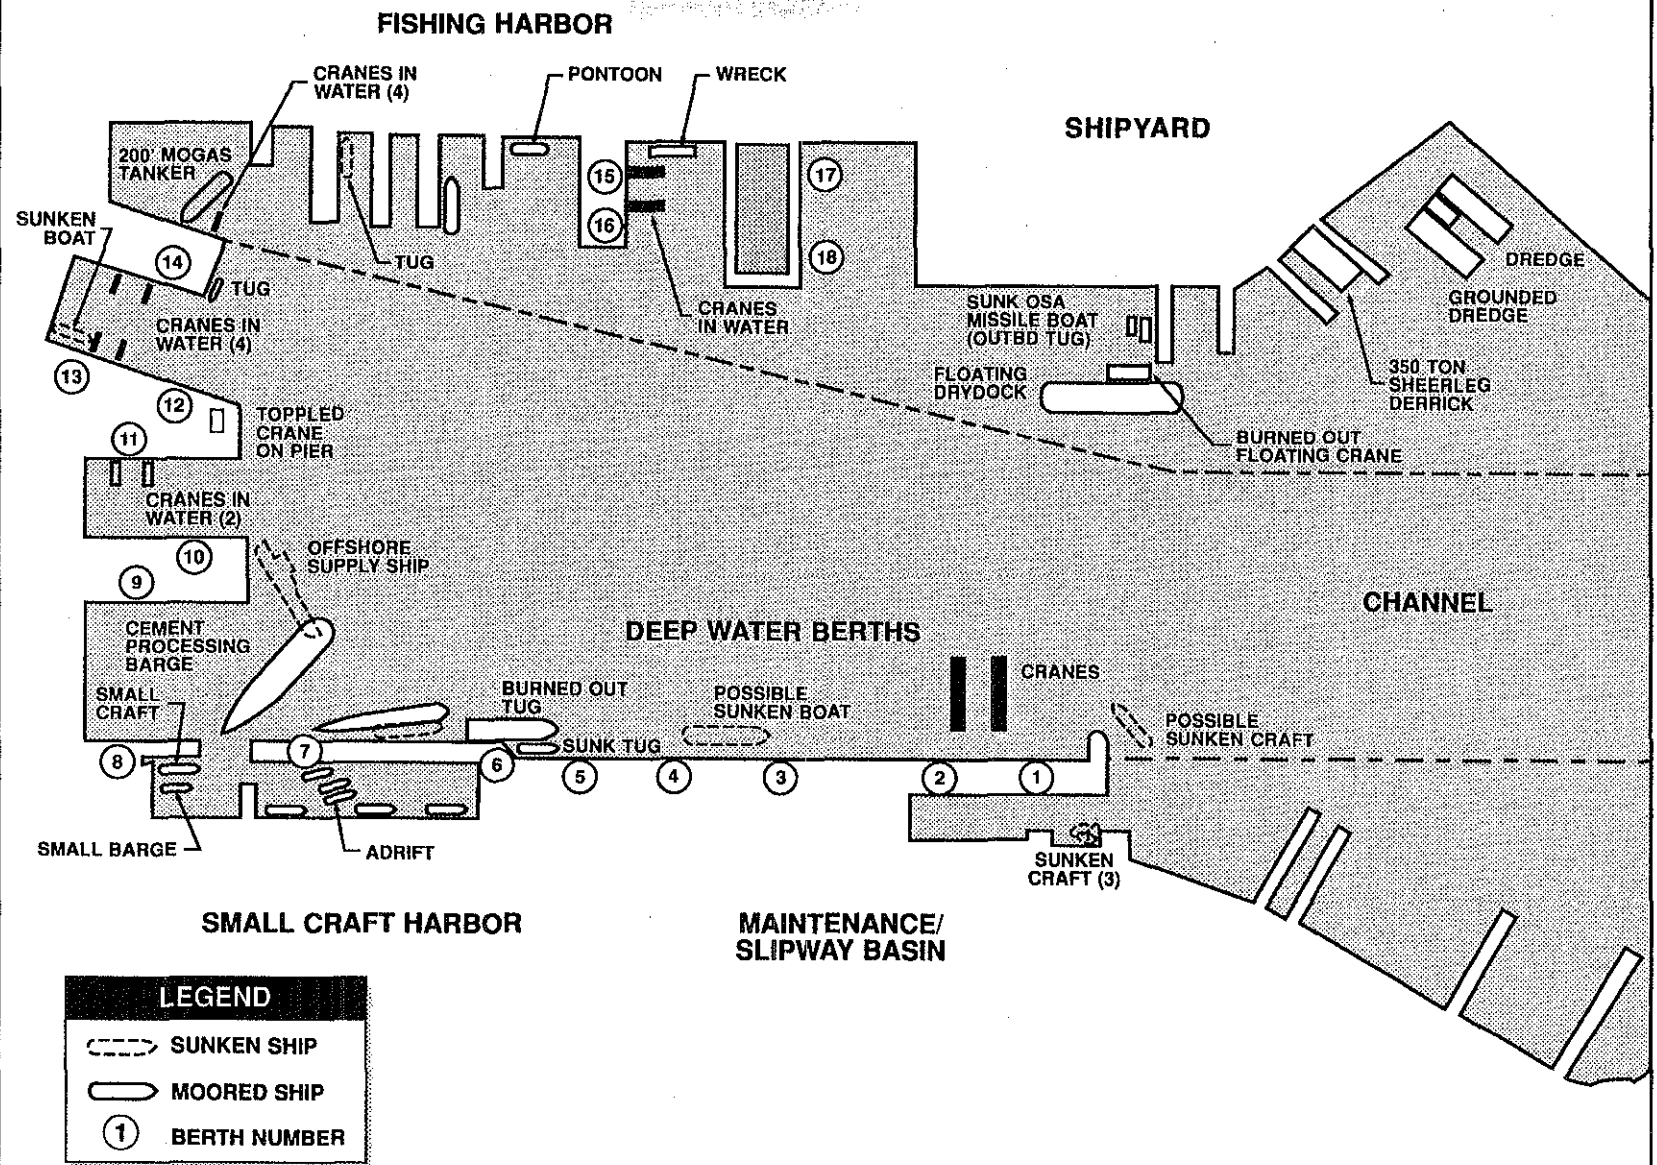 FISHING HARBOR
CRANES IN
WATER (4)
PONTOON
WRECK
SHIPYARD
200' MOGAS
TANKER
SUNKEN
BOAT
14
TUG
CRANES IN
WATER (4)
13
12
11
TOPPLED
CRANE
ON PIER
CRANES IN
WATER (2)
TUG
15
16
17
18
CRANES
IN WATER
SUNK OSA
MISSILE BOAT
(OUTBD TUG)
FLOATING
DRYDOCK
DREDGE
GROUNDED
DREDGE
350 TON
SHEERLEG
DERRICK
BURNED OUT
FLOATING CRANE
10
9
OFFSHORE
SUPPLY SHIP
CHANNEL
DEEP WATER BERTHS
CEMENT
PROCESSING
BARGE
SMALL
CRAFT
BURNED OUT
TUG
POSSIBLE
SUNKEN BOAT
CRANES
POSSIBLE
SUNKEN CRAFT
8
7
6
SUNK TUG
5
4
3
2
1
SMALL BARGE
ADRIFT
SUNKEN
CRAFT (3)
SMALL CRAFT HARBOR
MAINTENANCE/
SLIPWAY BASIN
LEGEND
SUNKEN SHIP
MOORED SHIP
1 BERTH NUMBER